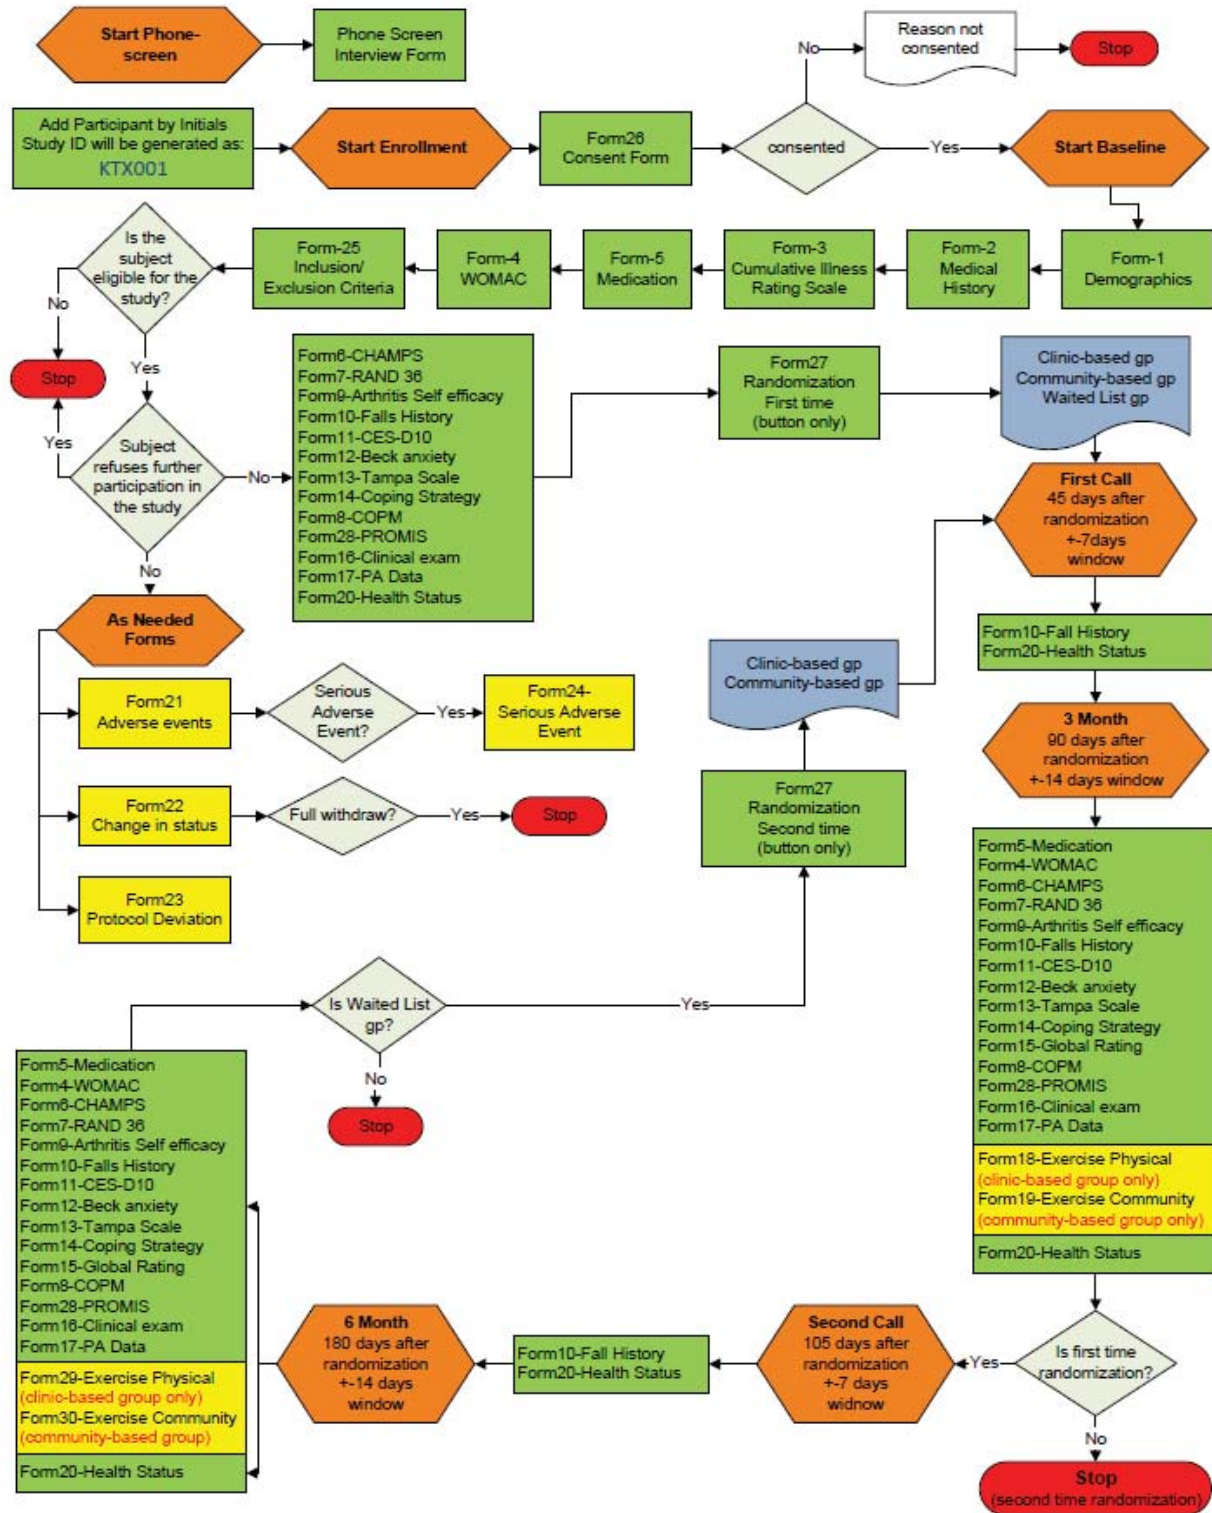 Start Phone-
screen
Phone Screen
Interview Form
No
Reason not
consented
Stop
Add Participant by Initials
Study ID will be generated as:
KTX001
Start Enrollment
Form26
Consent Form
consented
Yes
Start Baseline
Is the
subject
eligible for the
study?
Form-25
Inclusion/
Exclusion Criteria
Form-4
WOMAC
Form-5
Medication
Form-3
Cumulative Illness
Rating Scale
Form-2
Medical
History
Form-1
Demographics
No
Yes
Stop
Yes
Subject
refuses further
participation in
the study
No
No
Form6-CHAMPS
Form7-RAND 36
Form9-Arthritis Self efficacy
Form10-Falls History
Form11-CES-D10
Form12-Beck anxiety
Form13-Tampa Scale
Form14-Coping Strategy
Form8-COPM
Form28-PROMIS
Form16-Clinical exam
Form17-PA Data
Form20-Health Status
Form27
Randomization
First time
(button only)
Clinic-based gp
Community-based gp
Waited List gp
First Call
45 days after
randomization
+-7days
window
Form10-Fall History
Form20-Health Status
3 Month
90 days after
randomization
+-14 days window
As Needed
Forms
Form21
Adverse events
Serious
Adverse
Event?
Yes
Form24-
Serious Adverse
Event
Form22
Change in status
Full withdraw?
Yes
Stop
Form23
Protocol Deviation
Clinic-based gp
Community-based gp
Form27
Randomization
Second time
(button only)
Form5-Medication
Form4-WOMAC
Form6-CHAMPS
Form7-RAND 36
Form9-Arthritis Self efficacy
Form10-Falls History
Form11-CES-D10
Form12-Beck anxiety
Form13-Tampa Scale
Form14-Coping Strategy
Form15-Global Rating
Form8-COPM
Form28-PROMIS
Form16-Clinical exam
Form17-PA Data
Form18-Exercise Physical
(clinic-based group only)
Form19-Exercise Community
(community-based group only)
Form20-Health Status
Is first time
randomization?
Yes
No
Stop
(second time randomization)
Second Call
105 days after
randomization
+-7 days
widnow
Form10-Fall History
Form20-Health Status
6 Month
180 days after
randomization
+-14 days
window
Form5-Medication
Form4-WOMAC
Form6-CHAMPS
Form7-RAND 36
Form9-Arthritis Self efficacy
Form10-Falls History
Form11-CES-D10
Form12-Beck anxiety
Form13-Tampa Scale
Form14-Coping Strategy
Form15-Global Rating
Form8-COPM
Form28-PROMIS
Form16-Clinical exam
Form17-PA Data
Form29-Exercise Physical
(clinic-based group only)
Form30-Exercise Community
(community-based group)
Form20-Health Status
Is Waited List
gp?
Yes
No
Stop